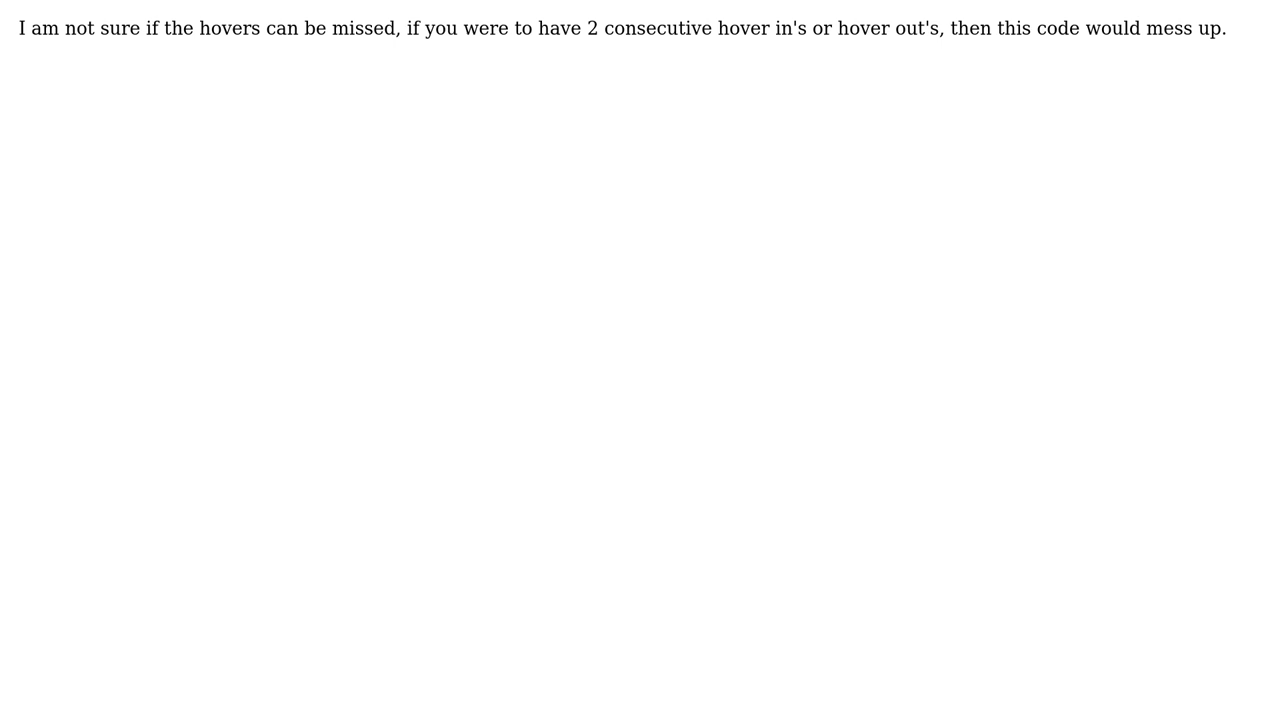 I am not sure if the hovers can be missed, if you were to have 2 consecutive hover in's or hover out's, then this code would mess up.